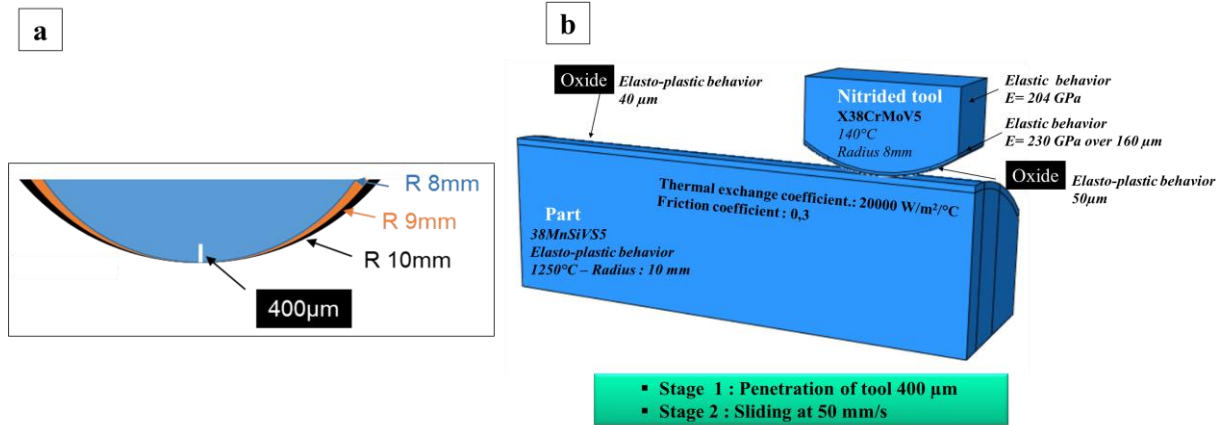 a
R 8mm
R 9mm
R 10mm
400µm
b
Oxide
Elasto-plastic behavior
40 µm
Nitrided tool
X38CrMoV5
140°C
Radius 8mm
Elastic behavior
E= 204 GPa
Elastic behavior
E= 230 GPa over 160 µm
Oxide
Elasto-plastic behavior
50µm
Thermal exchange coefficient.: 20000 W/m²/°C
Friction coefficient : 0,3
Part
38MnSiVS5
Elasto-plastic behavior
1250°C – Radius : 10 mm
▪ Stage 1 : Penetration of tool 400 µm
▪ Stage 2 : Sliding at 50 mm/s